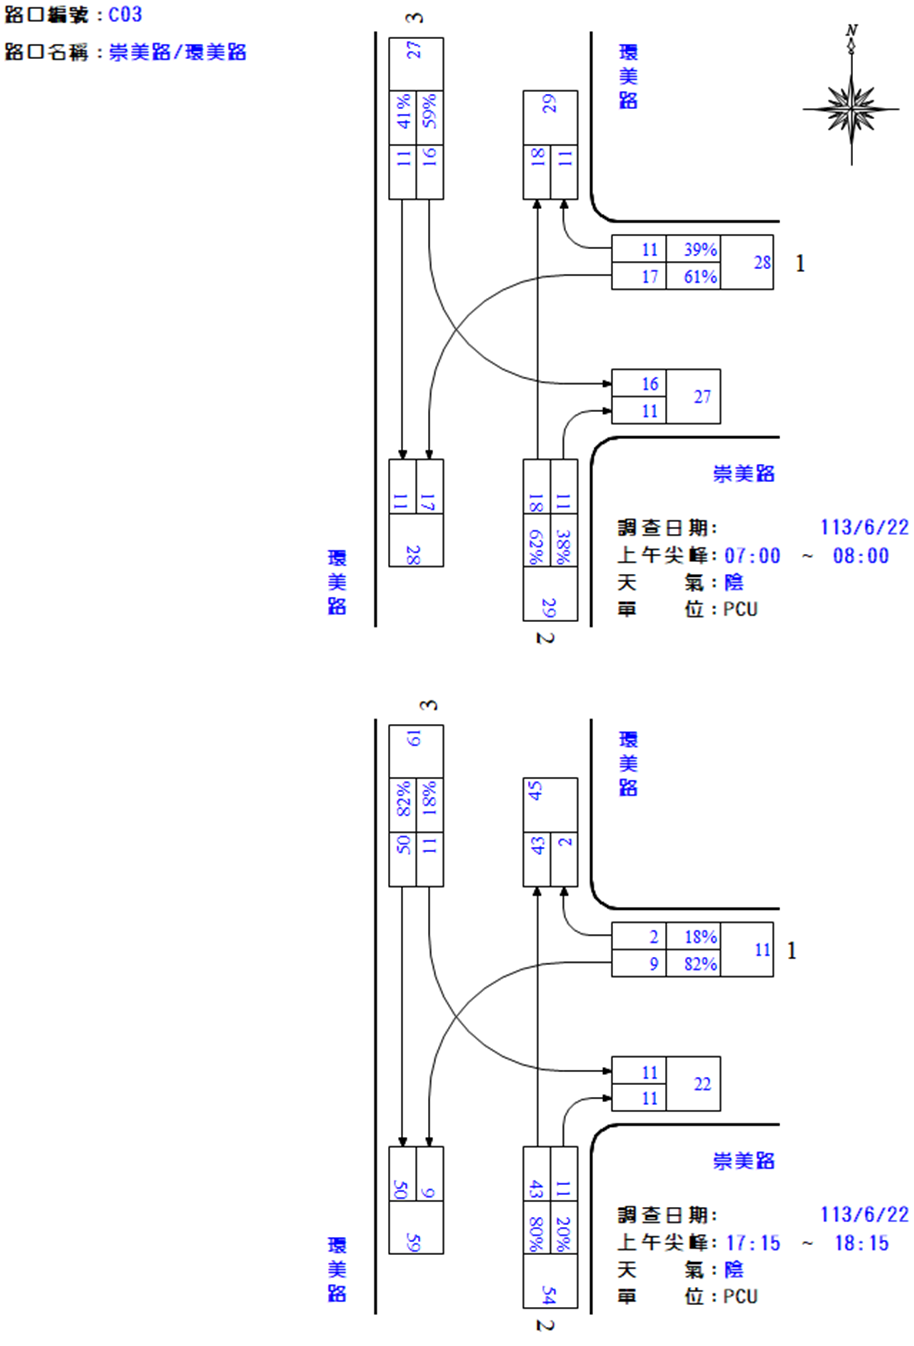 路口編號：C03
路口名稱：崇美路/環美路
3
27
41% 59%
11 16
29
18 11
環美路
N
11 39% 28
17 61%
1
16 27
11
11 17
28
18 11
62% 38%
29
2
環美路
崇美路
調查日期： 113/6/22
上午尖峰：07:00 ~ 08:00
天 氣：陰
單 位：PCU
3
61
82% 18%
50 11
45
43 2
環美路
2 18% 11
9 82%
1
11 22
11
50 9
59
43 11
80% 20%
54
2
環美路
崇美路
調查日期： 113/6/22
上午尖峰：17:15 ~ 18:15
天 氣：陰
單 位：PCU